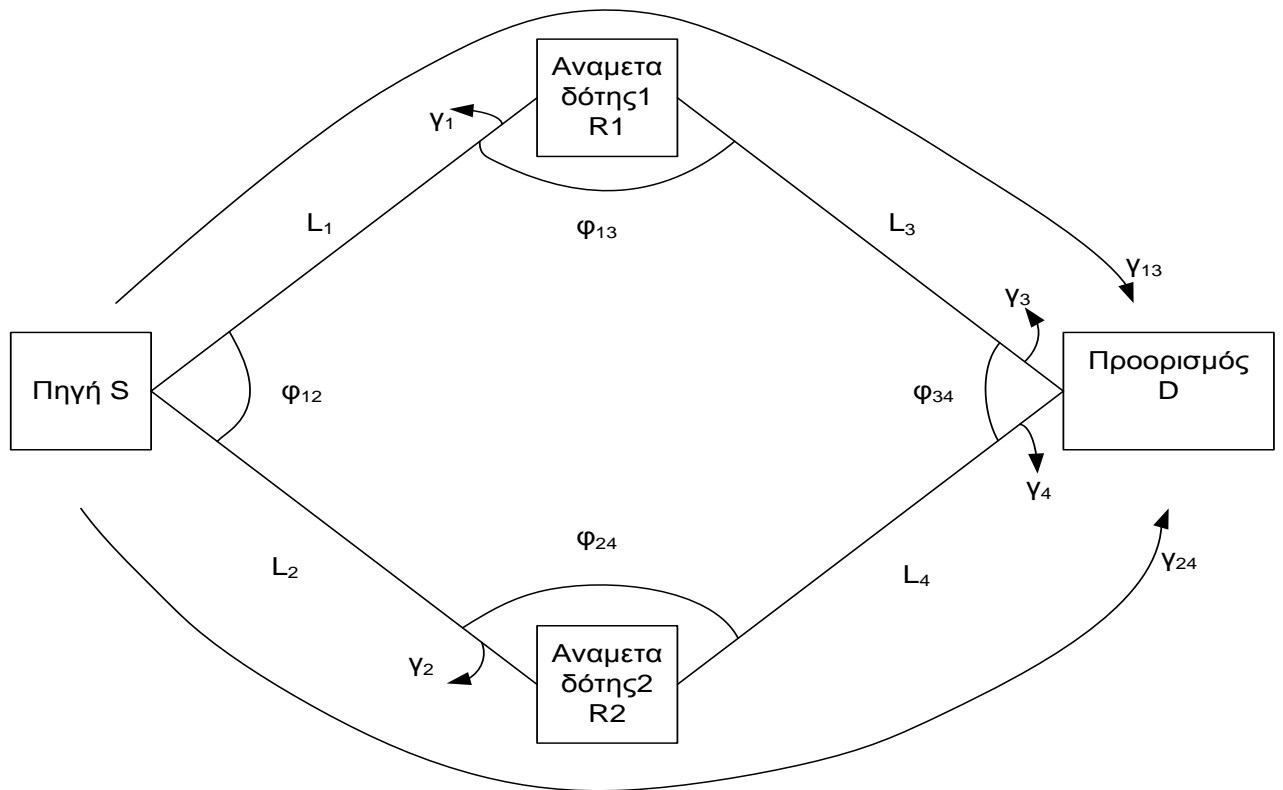 Αναμετα
δότης1
R1
γ1
L1
φ13
L3
γ13
γ3
Πηγή S
φ12
φ34
Προορισμός
D
γ4
φ24
L2
L4
γ24
Αναμετα
δότης2
R2
γ2